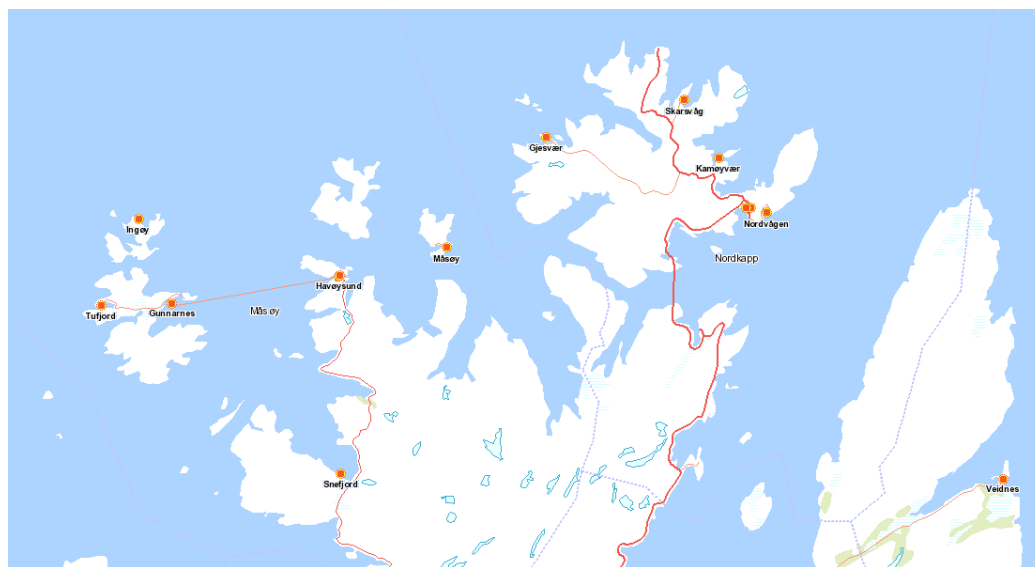 Skarsvåg
Gjesvær
Kamøyvær
Nordvågen
Ingøy
Måsøy
Nordkapp
Havøysund
Tufjord
Gunnarnes
Måsøy
Snefjord
Veidnes